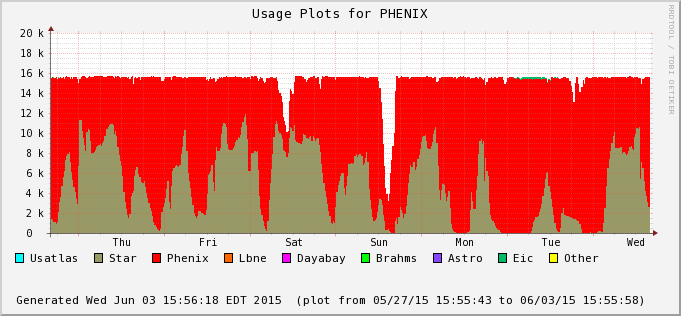 Usage Plots for PHENIX
RRDTOOL / TOBI OETIKER
20 k
18 k
16 k
14 k
12 k
10 k
8 k
6 k
4 k
2 k
0
Thu Fri Sat Sun Mon Tue Wed
Usatlas Star Phenix Lbne Dayabay Brahms Astro Eic Other
Generated Wed Jun 03 15:56:18 EDT 2015 (plot from 05/27/15 15:55:43 to 06/03/15 15:55:58)